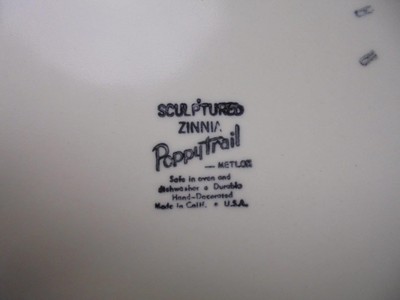 SCULPTURED
ZINNIA
Poppytrail
— METLOX
Safe in oven and
dishwasher • Durable
Hand-Decorated
Made in Calif. • U.S.A.